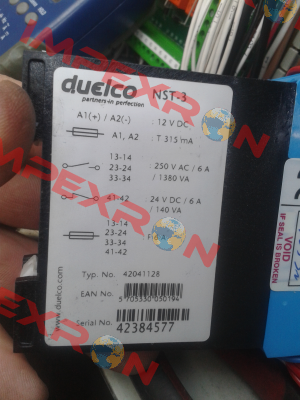 duelco NST-3
partners-in perfection
A1(+) / A2(-) : 12 V DC
A1, A2 : T 315 mA
13-14
23-24 : 250 AC / 6 A
33-34 / 1380 VA
41-42 : 24 V DC / 6 A
/ 140 VA
13-14
23-24
33-34
41-42
Typ. No. 42041128
EAN No.
5703330030194
Serial No. 42384577
www.duelco.com
VOID
IF SEAL IS BROKEN
IMPEXRON
IMPEXRON